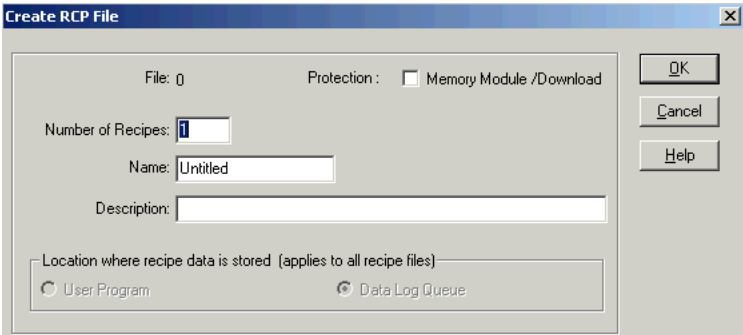 Create RCP File
File: 0 Protection : Memory Module /Download
OK
Number of Recipes: 1
Cancel
Name: Untitled
Help
Description:
Location where recipe data is stored (applies to all recipe files)
User Program Data Log Queue